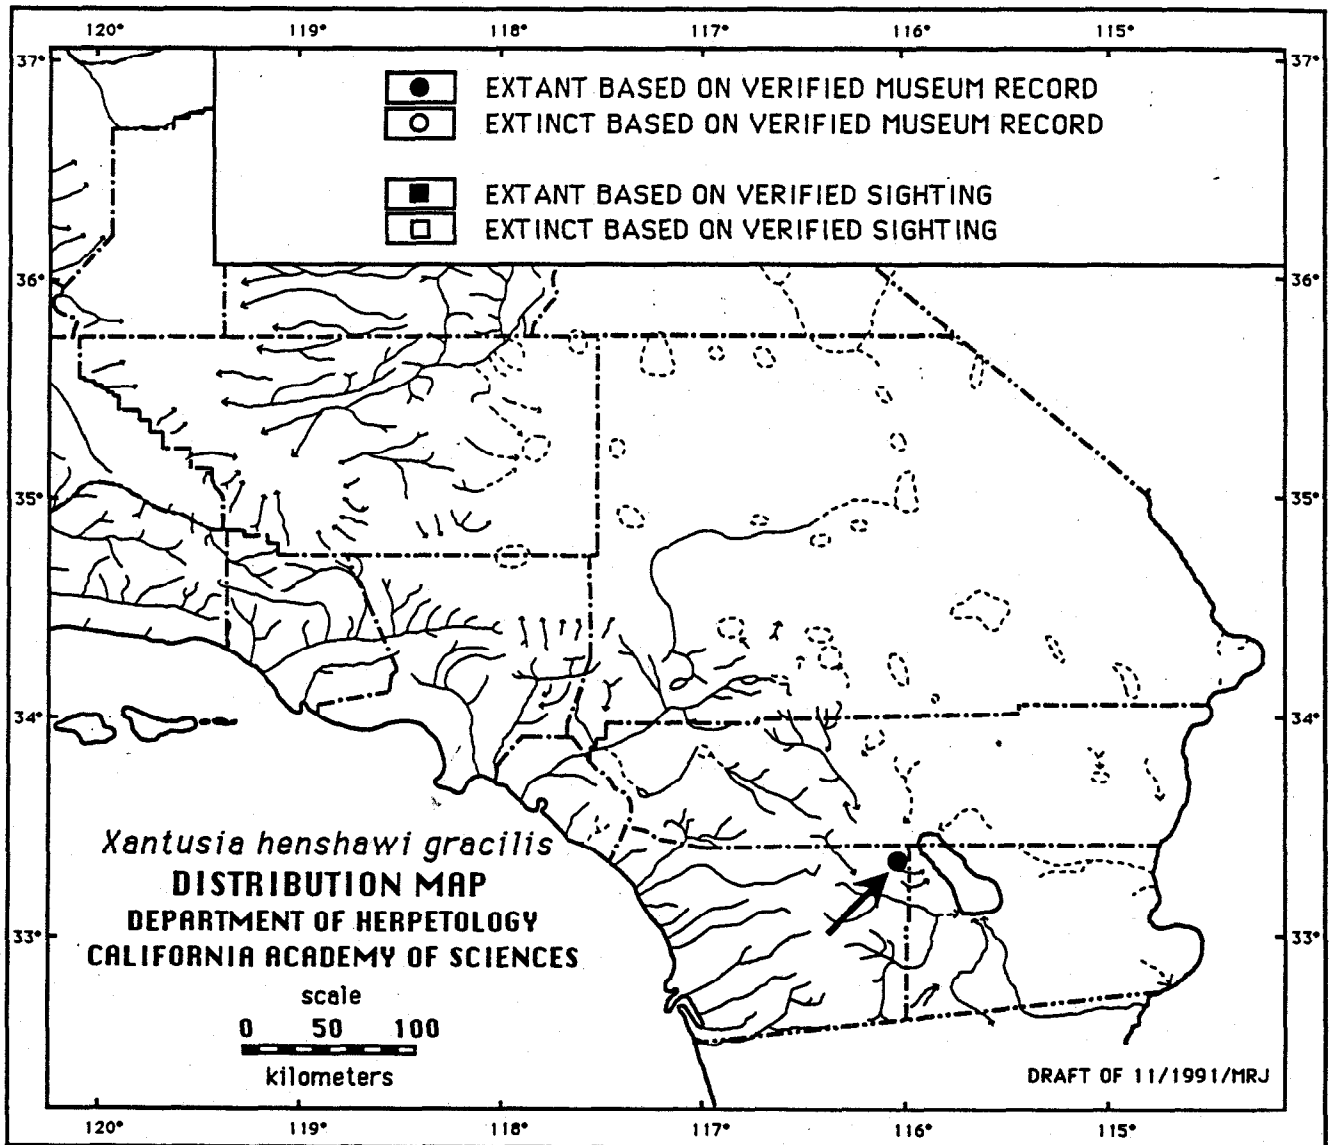 120° 119° 118° 117° 116° 115°
37° 37°
EXTANT BASED ON VERIFIED MUSEUM RECORD
EXTINCT BASED ON VERIFIED MUSEUM RECORD
EXTANT BASED ON VERIFIED SIGHTING
EXTINCT BASED ON VERIFIED SIGHTING
36° 36°
35° 35°
34° 34°
Xantusia henshawi gracilis
DISTRIBUTION MAP
DEPARTMENT OF HERPETOLOGY
33° 33°
CALIFORNIA ACADEMY OF SCIENCES
scale
0 50 100
kilometers
DRAFT OF 11/1991/MRJ
120° 119° 118° 117° 116° 115°